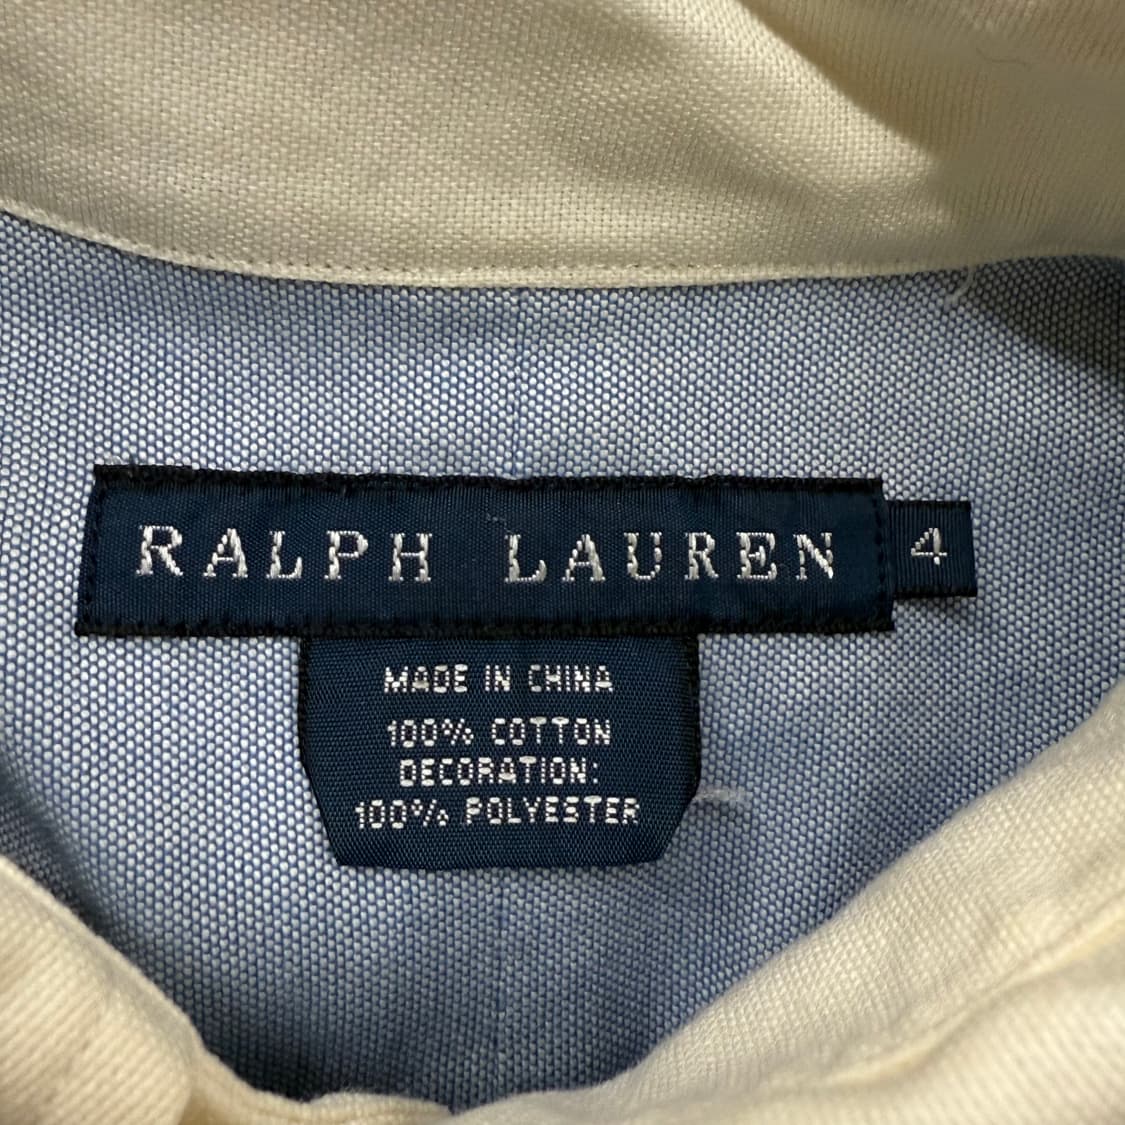 RALPH LAUREN
4
MADE IN CHINA
100% COTTON
DECORATION:
100% POLYESTER